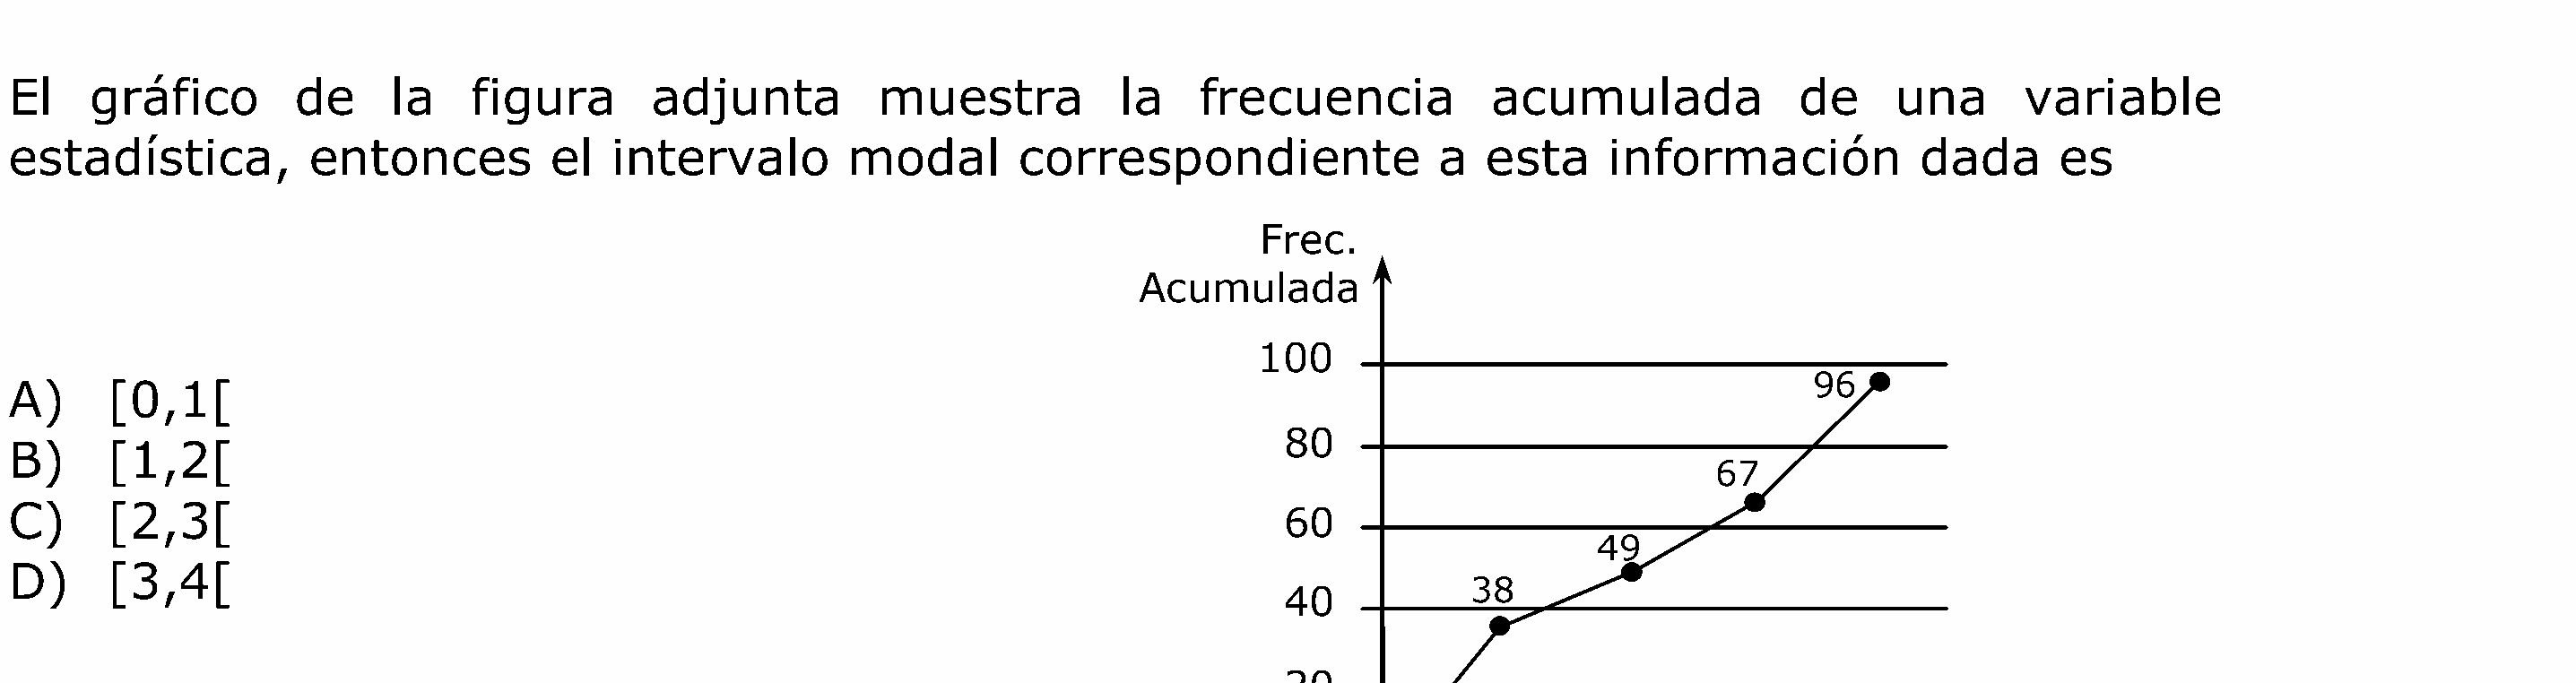 El gráfico de la figura adjunta muestra la frecuencia acumulada de una variable
estadística, entonces el intervalo modal correspondiente a esta información dada es
Frec.
Acumulada
100
96
A) [0,1[
80
B) [1,2[
67
C) [2,3[
60
49
D) [3,4[
38
40